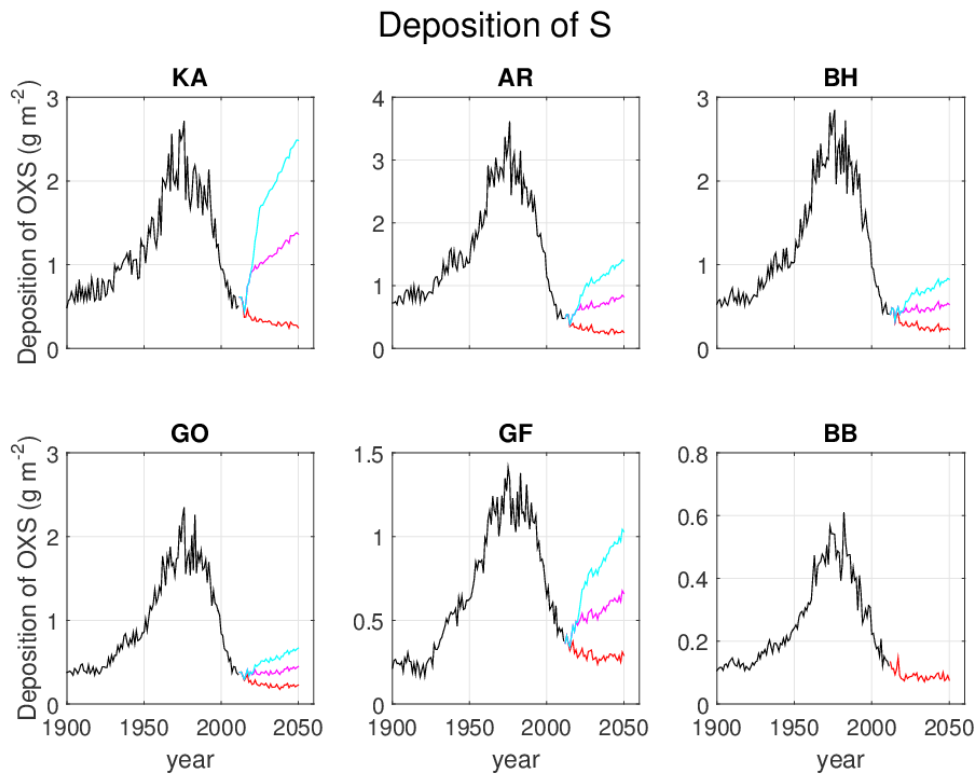 Deposition of S
KA
AR
BH
Deposition of OXS (g m⁻²)
3
2
1
0
4
3
2
1
0
3
2
1
0
GO
GF
BB
Deposition of OXS (g m⁻²)
3
2
1
0
1.5
1
0.5
0
0.8
0.6
0.4
0.2
0
1900 1950 2000 2050
1900 1950 2000 2050
1900 1950 2000 2050
year
year
year